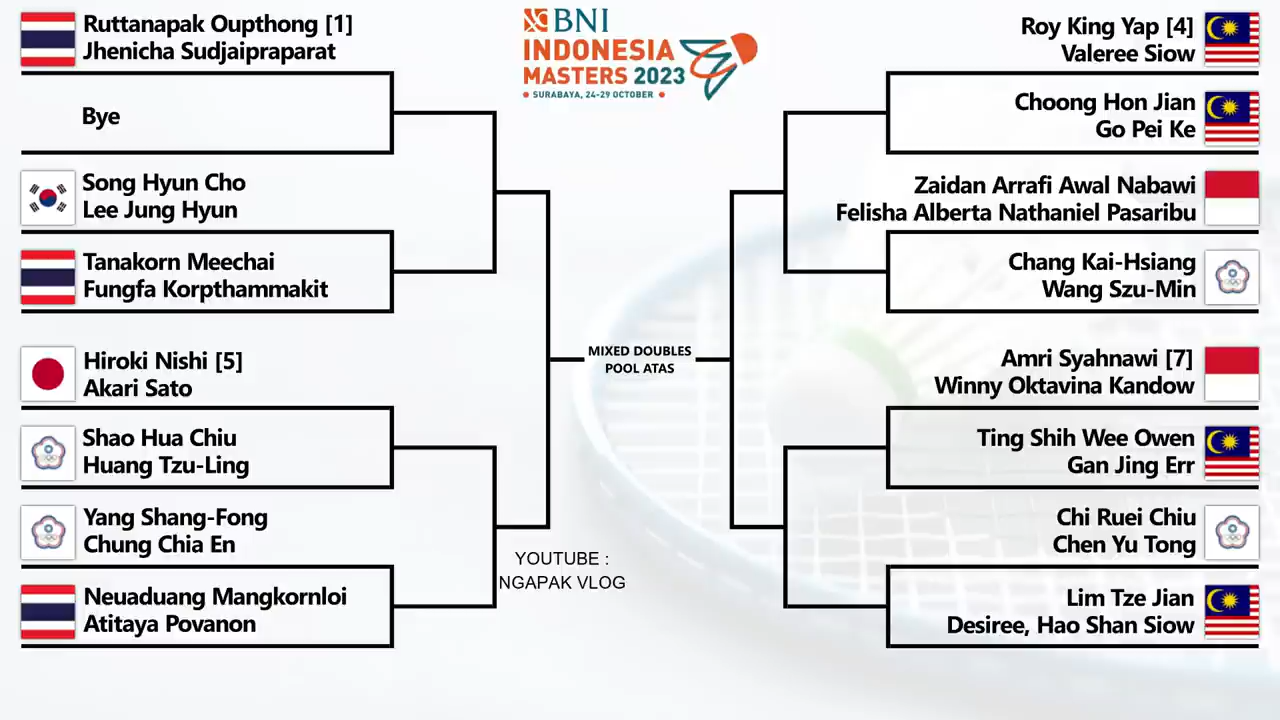 Ruttanapak Oupthong [1]
Jhenicha Sudjaipraparat
Bye
Song Hyun Cho
Lee Jung Hyun
Tanakorn Meechai
Fungfa Korpthammakit
Hiroki Nishi [5]
Akari Sato
Shao Hua Chiu
Huang Tzu-Ling
Yang Shang-Fong
Chung Chia En
Neuaduang Mangkornloi
Atitaya Povanon
BNI
INDONESIA
MASTERS 2023
SURABAYA, 24-29 OCTOBER
MIXED DOUBLES
POOL ATAS
YOUTUBE :
NGAPAK VLOG
Roy King Yap [4]
Valeree Siow
Choong Hon Jian
Go Pei Ke
Zaidan Arrafi Awal Nabawi
Felisha Alberta Nathaniel Pasaribu
Chang Kai-Hsiang
Wang Szu-Min
Amri Syahnawi [7]
Winny Oktavina Kandow
Ting Shih Wee Owen
Gan Jing Err
Chi Ruei Chiu
Chen Yu Tong
Lim Tze Jian
Desiree, Hao Shan Siow